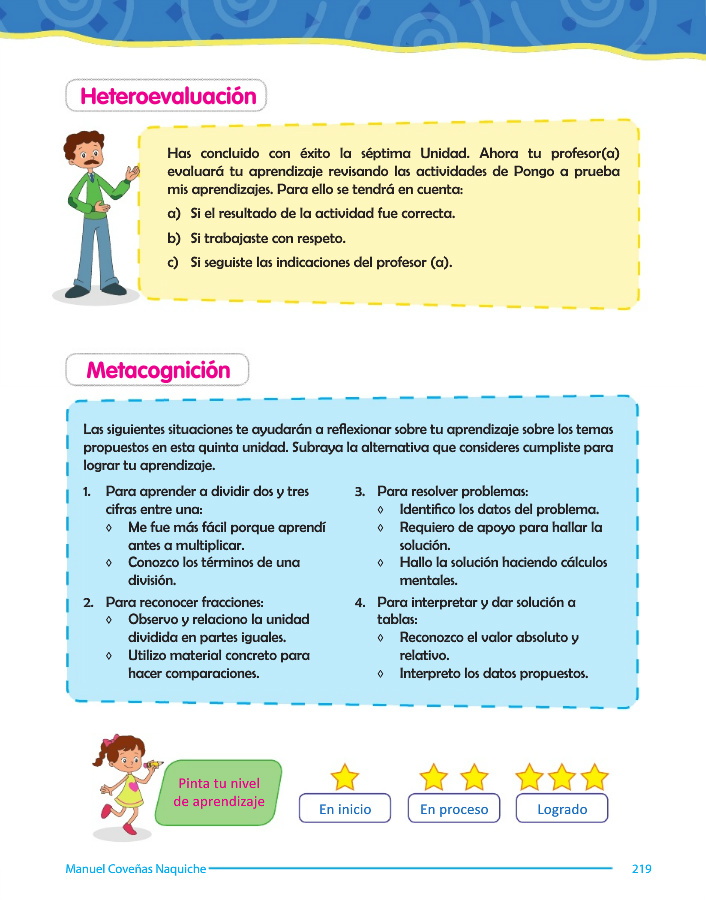 Heteroevaluación
Has concluido con éxito la séptima Unidad. Ahora tu profesor(a)
evaluará tu aprendizaje revisando las actividades de Pongo a prueba
mis aprendizajes. Para ello se tendrá en cuenta:
a) Si el resultado de la actividad fue correcta.
b) Si trabajaste con respeto.
c) Si seguiste las indicaciones del profesor (a).
Metacognición
Las siguientes situaciones te ayudarán a reflexionar sobre tu aprendizaje sobre los temas
propuestos en esta quinta unidad. Subraya la alternativa que consideres cumpliste para
lograr tu aprendizaje.
1. Para aprender a dividir dos y tres
cifras entre una:
◊ Me fue más fácil porque aprendí
antes a multiplicar.
◊ Conozco los términos de una
división.
2. Para reconocer fracciones:
◊ Observo y relaciono la unidad
dividida en partes iguales.
◊ Utilizo material concreto para
hacer comparaciones.
3. Para resolver problemas:
◊ Identifico los datos del problema.
◊ Requiero de apoyo para hallar la
solución.
◊ Hallo la solución haciendo cálculos
mentales.
4. Para interpretar y dar solución a
tablas:
◊ Reconozco el valor absoluto y
relativo.
◊ Interpreto los datos propuestos.
Pinta tu nivel
de aprendizaje
En inicio
En proceso
Logrado
Manuel Coveñas Naquiche
219